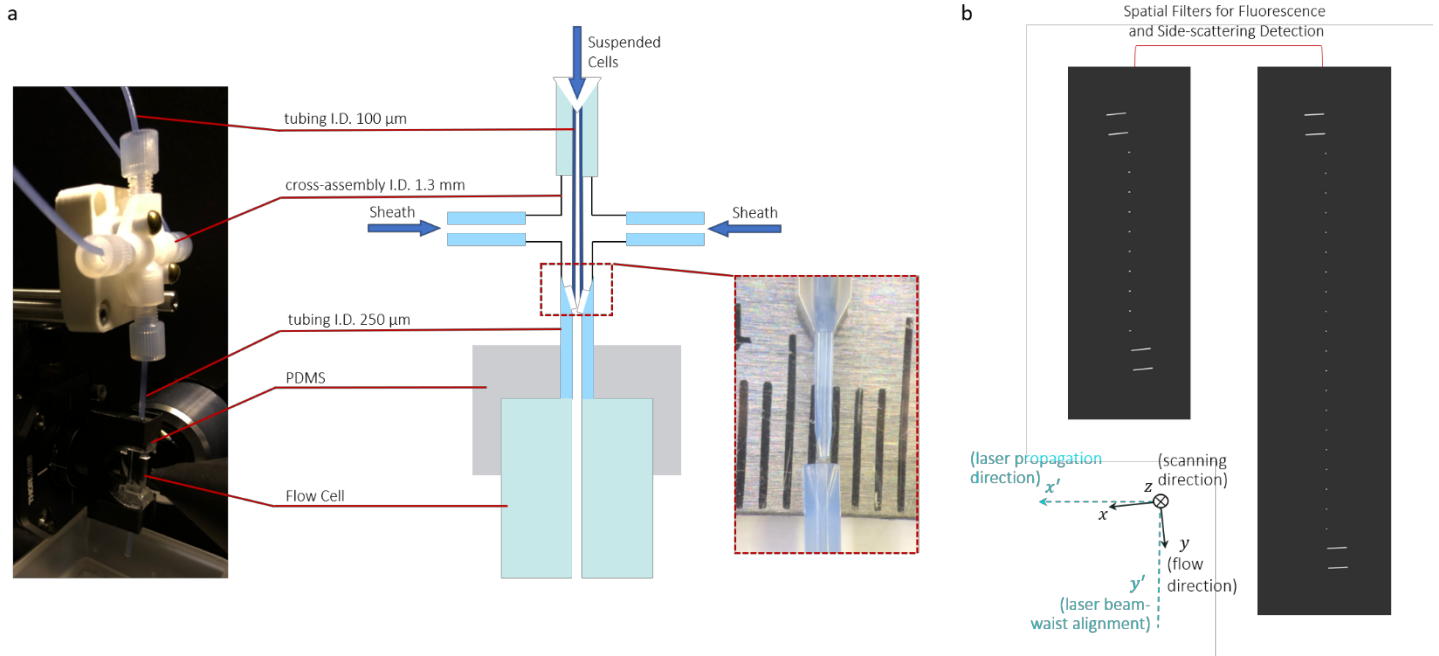 a
Suspended
Cells
tubing I.D. 100 µm
cross-assembly I.D. 1.3 mm
Sheath
Sheath
tubing I.D. 250 µm
PDMS
Flow Cell
b
Spatial Filters for Fluorescence
and Side-scattering Detection
(laser propagation
direction)
x′
(scanning
direction)
z
x
y
(flow
direction)
y′
(laser beam-
waist alignment)